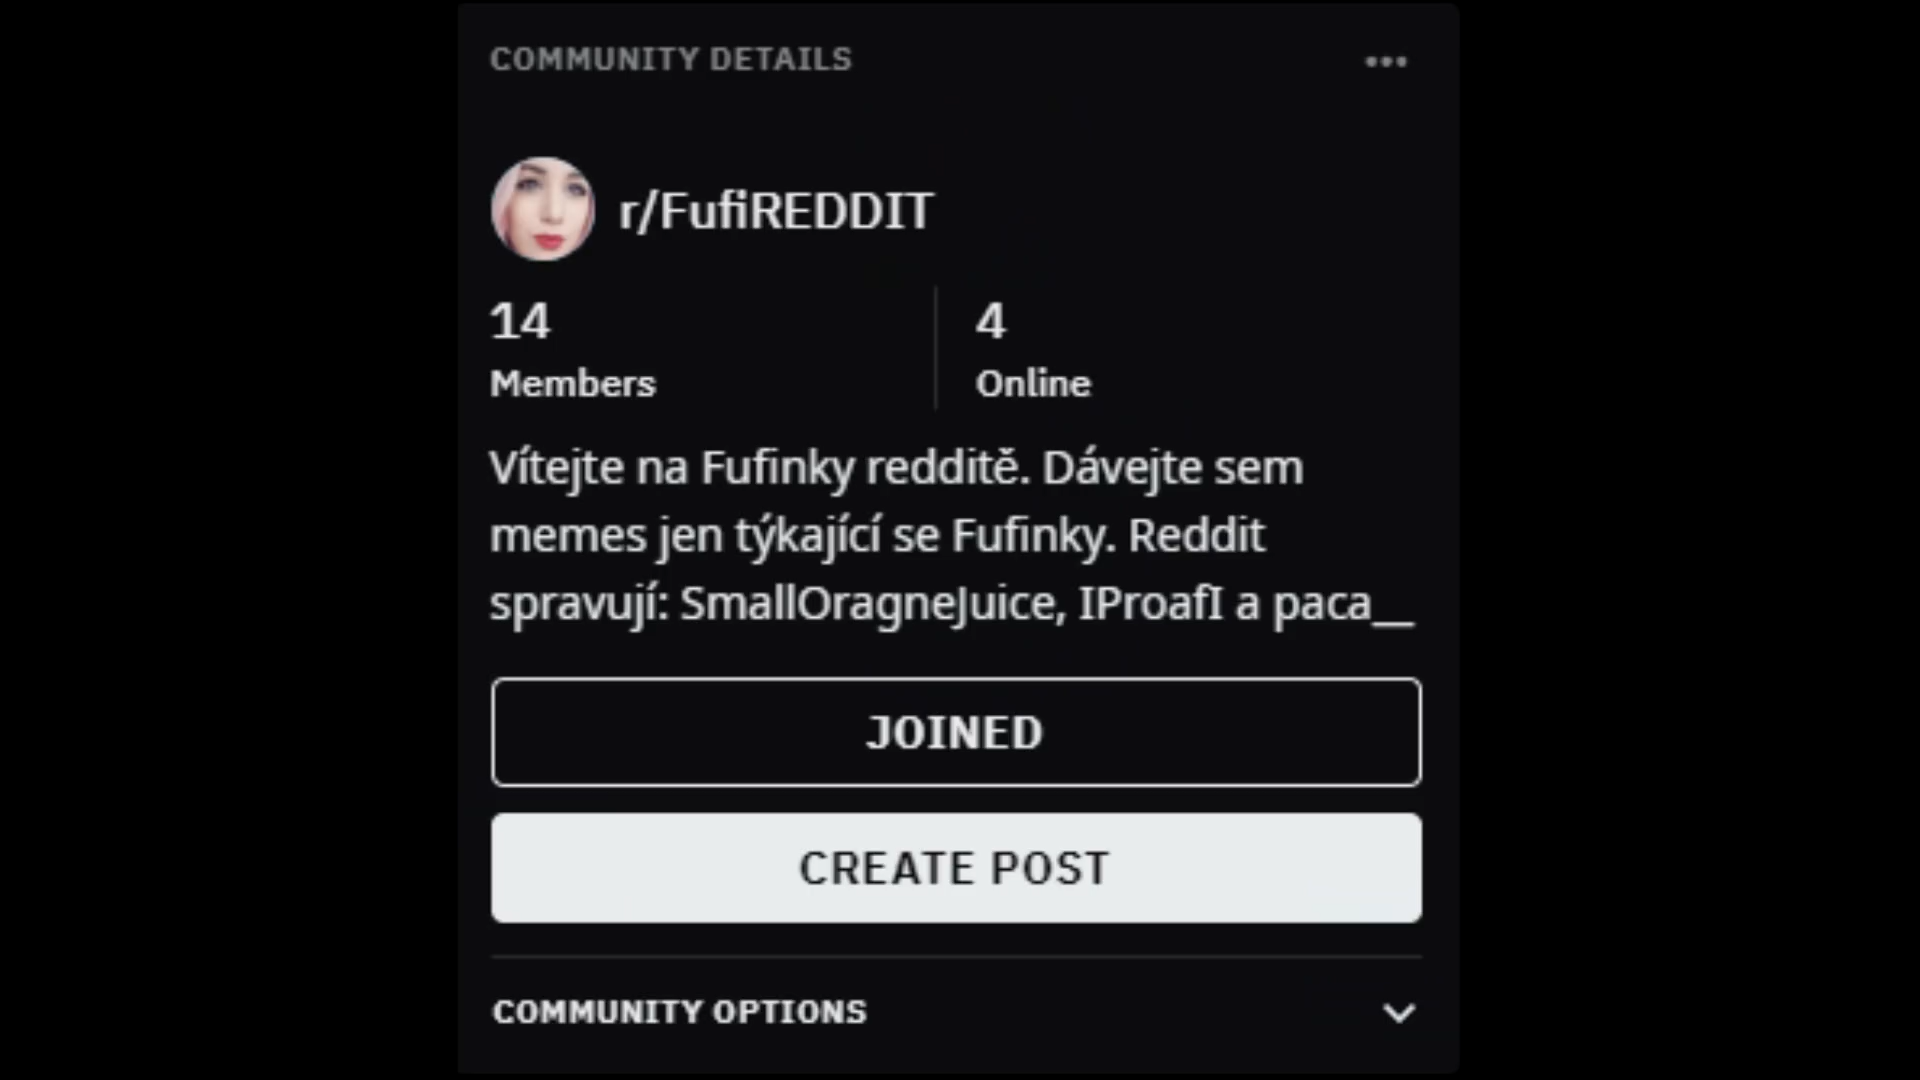 COMMUNITY DETAILS
r/FufiREDDIT
14
4
Members
Online
Vítejte na Fufinky redditě. Dávejte sem
memes jen týkající se Fufinky. Reddit
spravují: SmallOragneJuice, IProafI a paca__
JOINED
CREATE POST
COMMUNITY OPTIONS